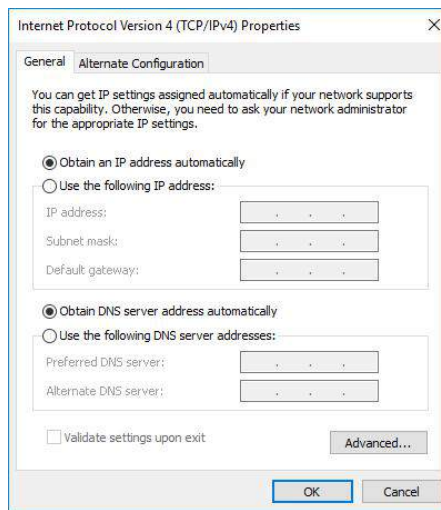 Internet Protocol Version 4 (TCP/IPv4) Properties
General
Alternate Configuration
You can get IP settings assigned automatically if your network supports
this capability. Otherwise, you need to ask your network administrator
for the appropriate IP settings.
Obtain an IP address automatically
Use the following IP address:
IP address:
Subnet mask:
Default gateway:
Obtain DNS server address automatically
Use the following DNS server addresses:
Preferred DNS server:
Alternate DNS server:
Validate settings upon exit
Advanced...
OK
Cancel